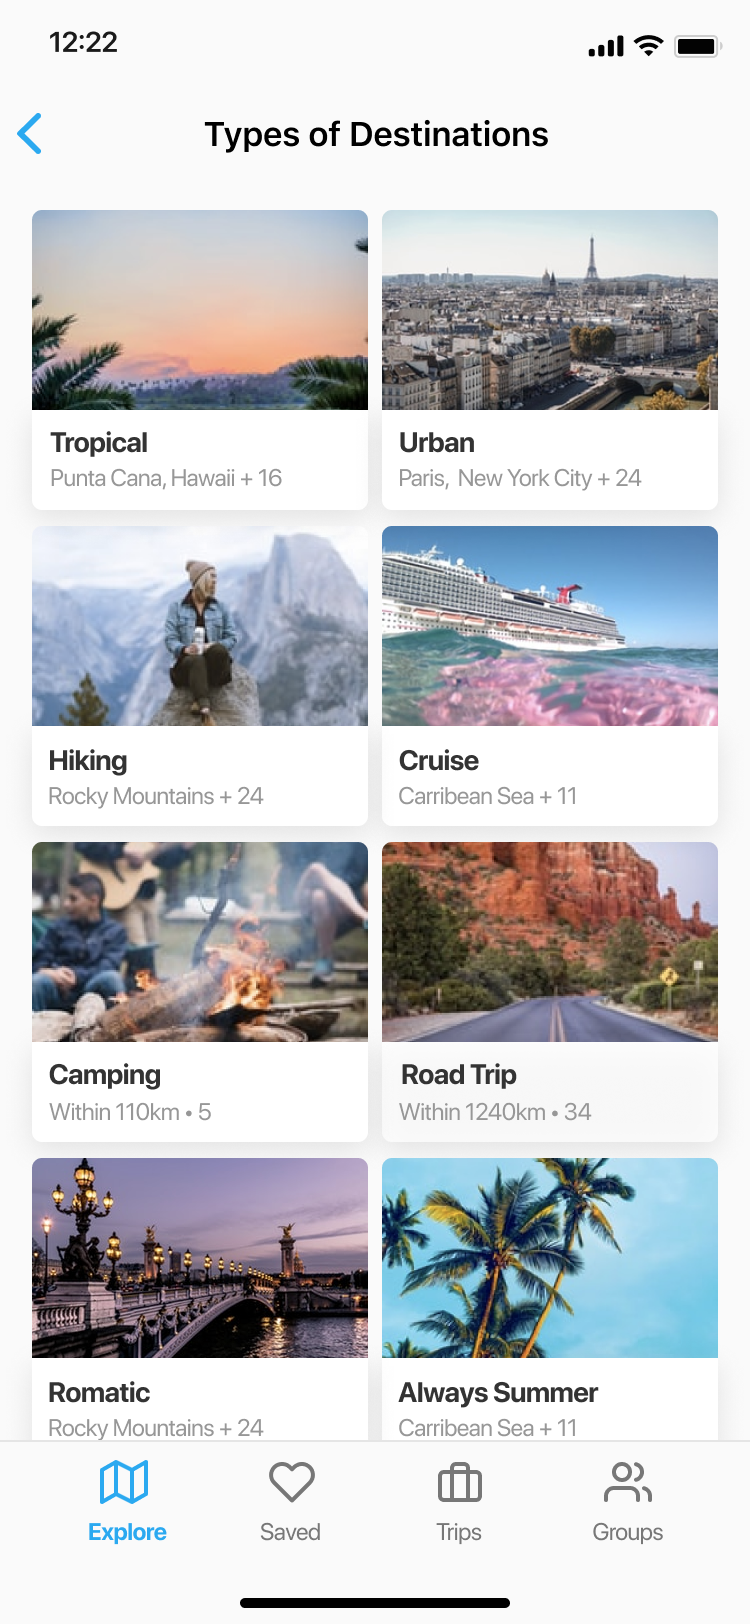 12:22
Types of Destinations
Tropical
Punta Cana, Hawaii + 16
Urban
Paris,  New York City + 24
Hiking
Rocky Mountains + 24
Cruise
Carribean Sea + 11
Camping
Within 110km • 5
Road Trip
Within 1240km • 34
Romatic
Rocky Mountains + 24
Always Summer
Carribean Sea + 11
Explore
Saved
Trips
Groups